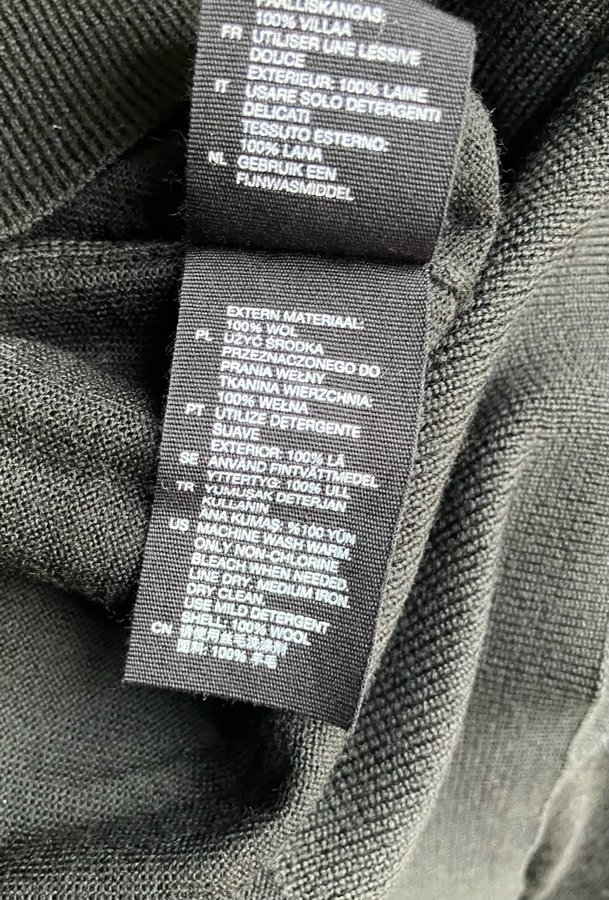 PÄÄLLISKANGAS:
100% VILLAA
FR UTILISER UNE LESSIVE
DOUCE
EXTERIEUR: 100% LAINE
IT USARE SOLO DETERGENTI
DELICATI
TESSUTO ESTERNO:
100% LANA
NL GEBRUIK EEN
FIJNWASMIDDEL
EXTERN MATERIAAL:
100% WOL
PL UŻYĆ ŚRODKA
PRZEZNACZONEGO DO
PRANIA WEŁNY
TKANINA WIERZCHNIA:
100% WEŁNA
PT UTILIZE DETERGENTE
SUAVE
EXTERIOR: 100% LÃ
SE ANVÄND FINTVÄTTMEDEL
YTTERTYG: 100% ULL
TR YUMUŞAK DETERJAN
KULLANIN
ANA KUMAŞ: %100 YÜN
US MACHINE WASH WARM.
ONLY NON-CHLORINE
BLEACH WHEN NEEDED.
LINE DRY. MEDIUM IRON.
DRY CLEAN.
USE MILD DETERGENT
SHELL: 100% WOOL
CN
面料: 100% 羊毛